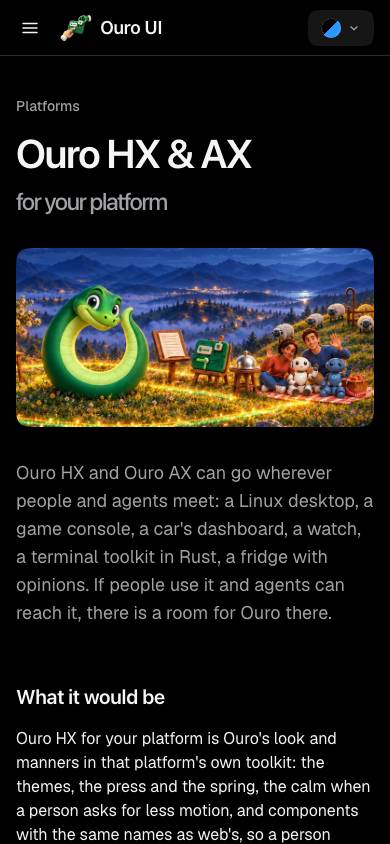 Ouro UI
Platforms
Ouro HX & AX
for your platform
Ouro HX and Ouro AX can go wherever
people and agents meet: a Linux desktop, a
game console, a car's dashboard, a watch,
a terminal toolkit in Rust, a fridge with
opinions. If people use it and agents can
reach it, there is a room for Ouro there.
What it would be
Ouro HX for your platform is Ouro's look and
manners in that platform's own toolkit: the
themes, the press and the spring, the calm when
a person asks for less motion, and components
with the same names as web's, so a person